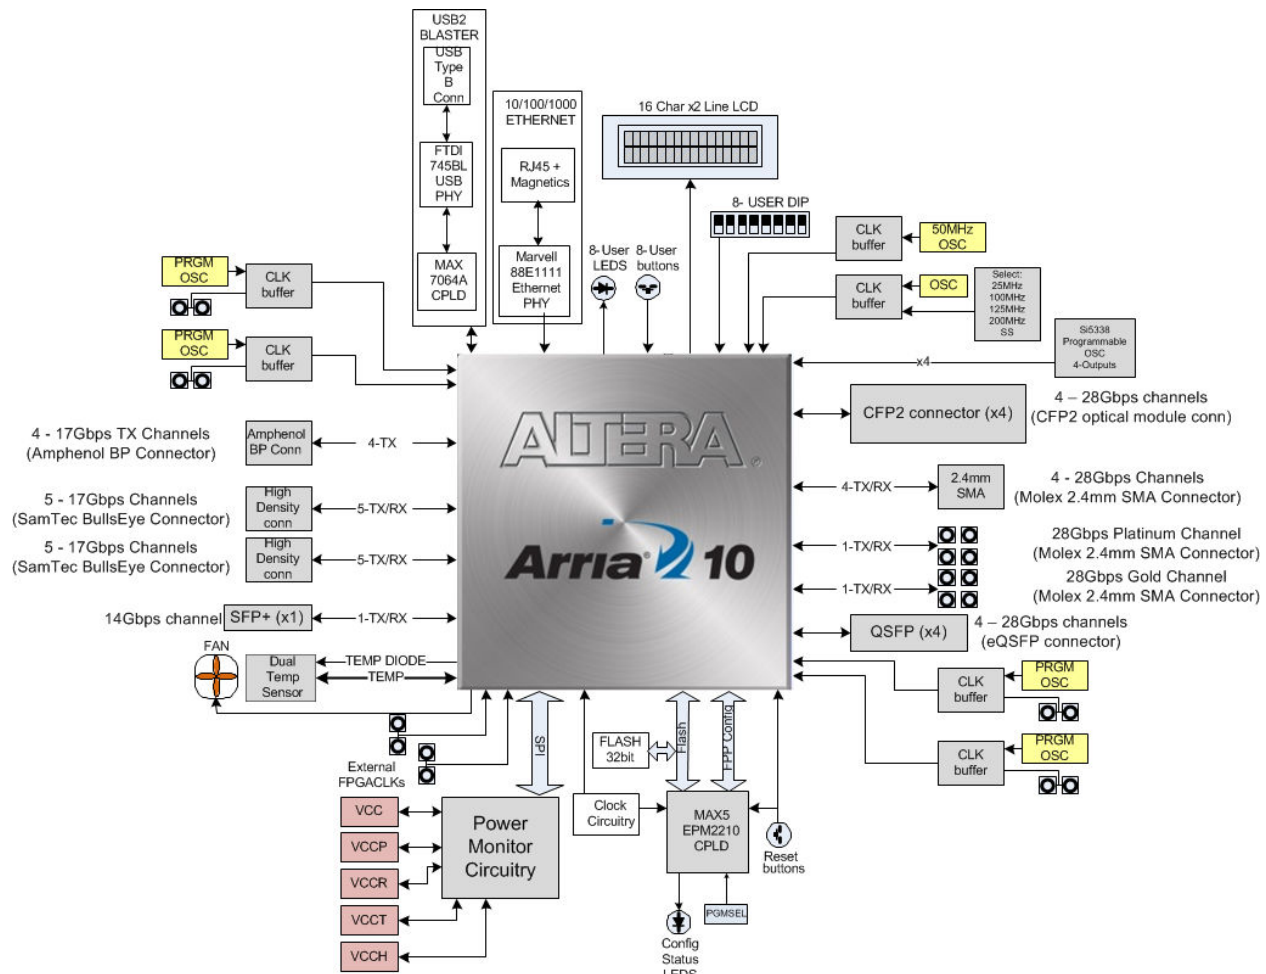 USB2
BLASTER
USB
Type
B
Conn
FTDI
745BL
USB
PHY
MAX
7064A
CPLD
10/100/1000
ETHERNET
RJ45 +
Magnetics
Marvell
88E1111
Ethernet
PHY
16 Char x2 Line LCD
8- USER DIP
8- User
LEDS
8- User
buttons
CLK
buffer
50MHz
OSC
CLK
buffer
OSC
Select:
25MHz
100MHz
125MHz
200MHz
SS
Si5338
Programmable
OSC
4-Outputs
x4
PRGM
OSC
CLK
buffer
PRGM
OSC
CLK
buffer
ALTERA
Arria 10
4 - 17Gbps TX Channels
(Amphenol BP Connector)
Amphenol
BP Conn
4-TX
5 - 17Gbps Channels
(SamTec BullsEye Connector)
High
Density
conn
5-TX/RX
5 - 17Gbps Channels
(SamTec BullsEye Connector)
High
Density
conn
5-TX/RX
14Gbps channel
SFP+ (x1)
1-TX/RX
FAN
Dual
Temp
Sensor
TEMP DIODE
TEMP
CFP2 connector (x4)
4 – 28Gbps channels
(CFP2 optical module conn)
4-TX/RX
2.4mm
SMA
4 - 28Gbps Channels
(Molex 2.4mm SMA Connector)
1-TX/RX
28Gbps Platinum Channel
(Molex 2.4mm SMA Connector)
1-TX/RX
28Gbps Gold Channel
(Molex 2.4mm SMA Connector)
QSFP (x4)
4 – 28Gbps channels
(eQSFP connector)
CLK
buffer
PRGM
OSC
CLK
buffer
PRGM
OSC
External
FPGACLKs
SPI
FLASH
32bit
Flash
FPP Config
VCC
VCCP
VCCR
VCCT
VCCH
Power
Monitor
Circuitry
Clock
Circuitry
MAX5
EPM2210
CPLD
Reset
buttons
PGMSEL
Config
Status
LEDS